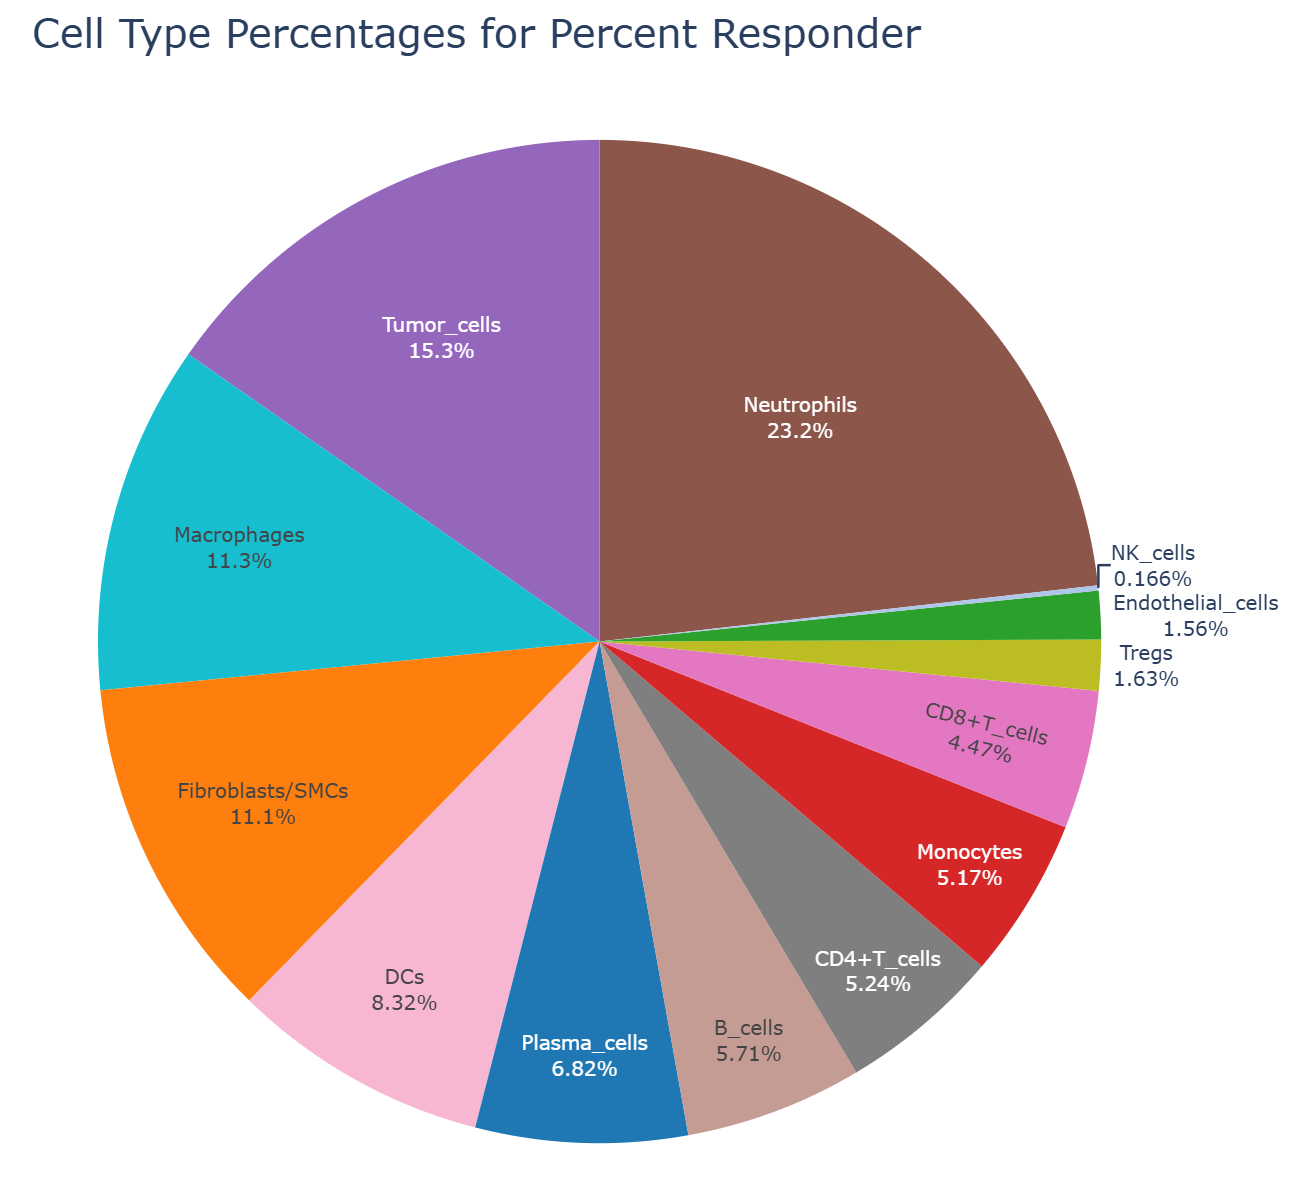 Cell Type Percentages for Percent Responder
Tumor_cells
15.3%
Neutrophils
23.2%
Macrophages
11.3%
NK_cells
0.166%
Endothelial_cells
1.56%
Tregs
1.63%
CD8+T_cells
4.47%
Fibroblasts/SMCs
11.1%
Monocytes
5.17%
CD4+T_cells
5.24%
DCs
8.32%
B_cells
5.71%
Plasma_cells
6.82%